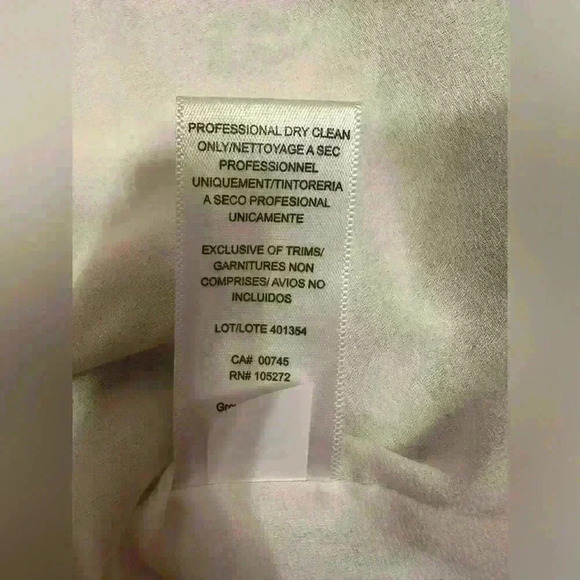 PROFESSIONAL DRY CLEAN
ONLY/NETTOYAGE A SEC
PROFESSIONNEL
UNIQUEMENT/TINTORERIA
A SECO PROFESIONAL
UNICAMENTE
EXCLUSIVE OF TRIMS/
GARNITURES NON
COMPRISES/ AVIOS NO
INCLUIDOS
LOT/LOTE 401354
CA# 00745
RN# 105272